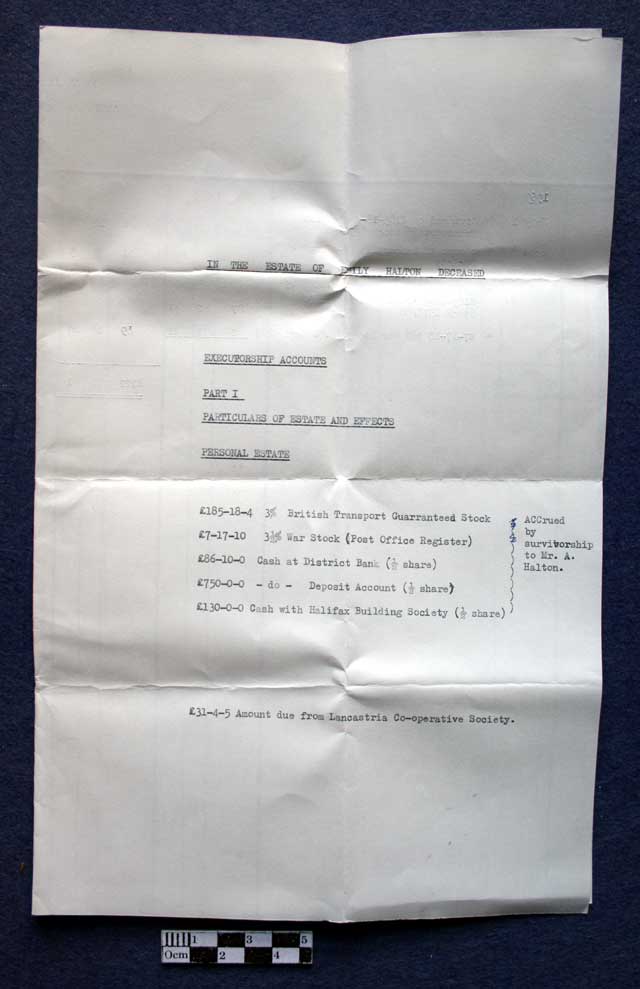 IN THE ESTATE OF EMILY HALTON DECEASED
EXECUTORSHIP ACCOUNTS
PART I
PARTICULARS OF ESTATE AND EFFECTS
PERSONAL ESTATE
£185-18-4 3% British Transport Guarranteed Stock
£7-17-10 3½% War Stock (Post Office Register)
£86-10-0 Cash at District Bank (½ share)
£750-0-0 - do - Deposit Account (½ share)
£130-0-0 Cash with Halifax Building Society (½ share)
ACCrued
by
survivorship
to Mr. A.
Halton.
£31-4-5 Amount due from Lancastria Co-operative Society.
1 3 5
0cm 2 4